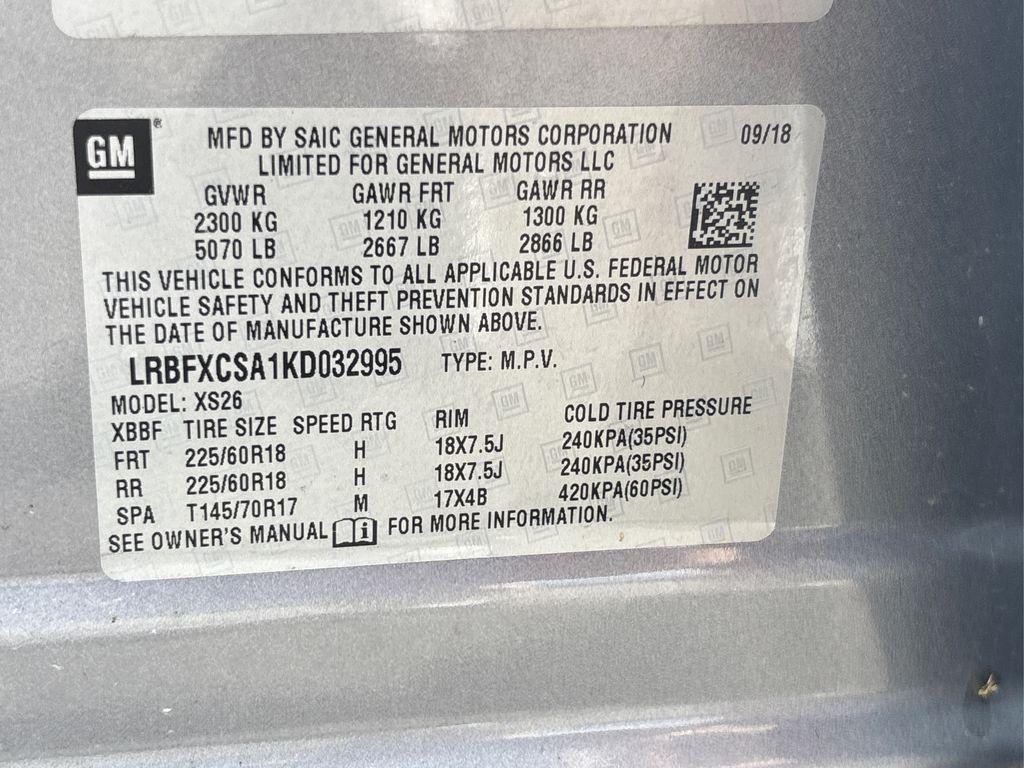 GM®
MFD BY SAIC GENERAL MOTORS CORPORATION 09/18
LIMITED FOR GENERAL MOTORS LLC
GVWR GAWR FRT GAWR RR
2300 KG 1210 KG 1300 KG
5070 LB 2667 LB 2866 LB
THIS VEHICLE CONFORMS TO ALL APPLICABLE U.S. FEDERAL MOTOR
VEHICLE SAFETY AND THEFT PREVENTION STANDARDS IN EFFECT ON
THE DATE OF MANUFACTURE SHOWN ABOVE.
LRBFXCSA1KD032995 TYPE: M.P.V.
MODEL: XS26
XBBF TIRE SIZE SPEED RTG RIM COLD TIRE PRESSURE
FRT 225/60R18 H 18X7.5J 240KPA(35PSI)
RR 225/60R18 H 18X7.5J 240KPA(35PSI)
SPA T145/70R17 M 17X4B 420KPA(60PSI)
SEE OWNER'S MANUAL i FOR MORE INFORMATION.